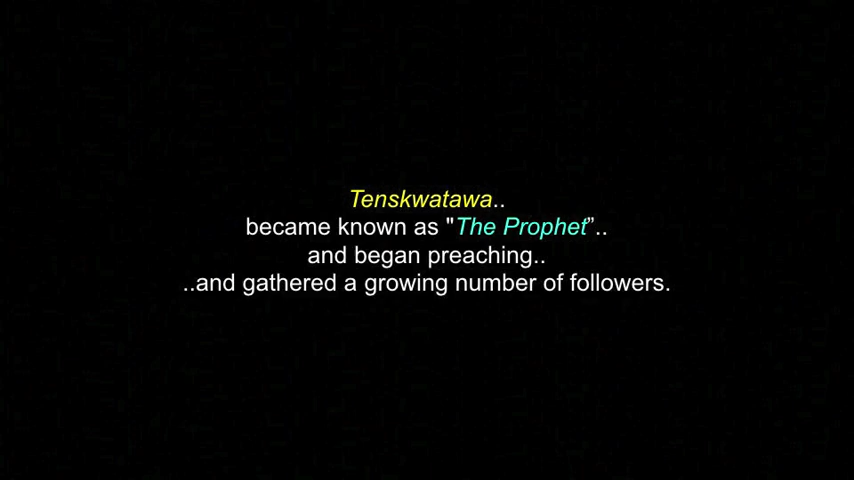 Tenskwatawa..
became known as "The Prophet”..
and began preaching..
..and gathered a growing number of followers.